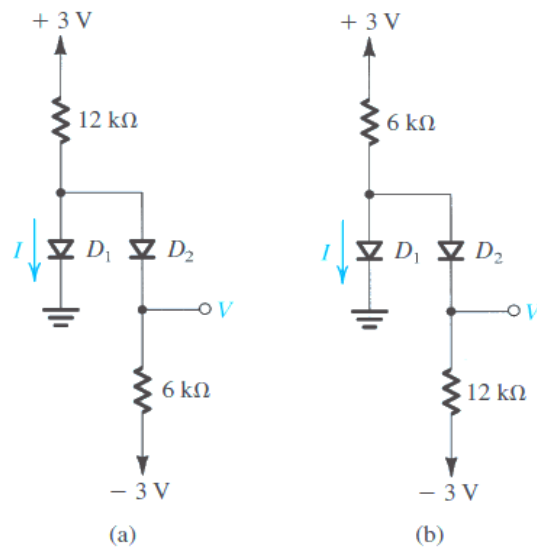 + 3 V
12 kΩ
I
D₁
D₂
V
6 kΩ
− 3 V
(a)
+ 3 V
6 kΩ
I
D₁
D₂
V
12 kΩ
− 3 V
(b)